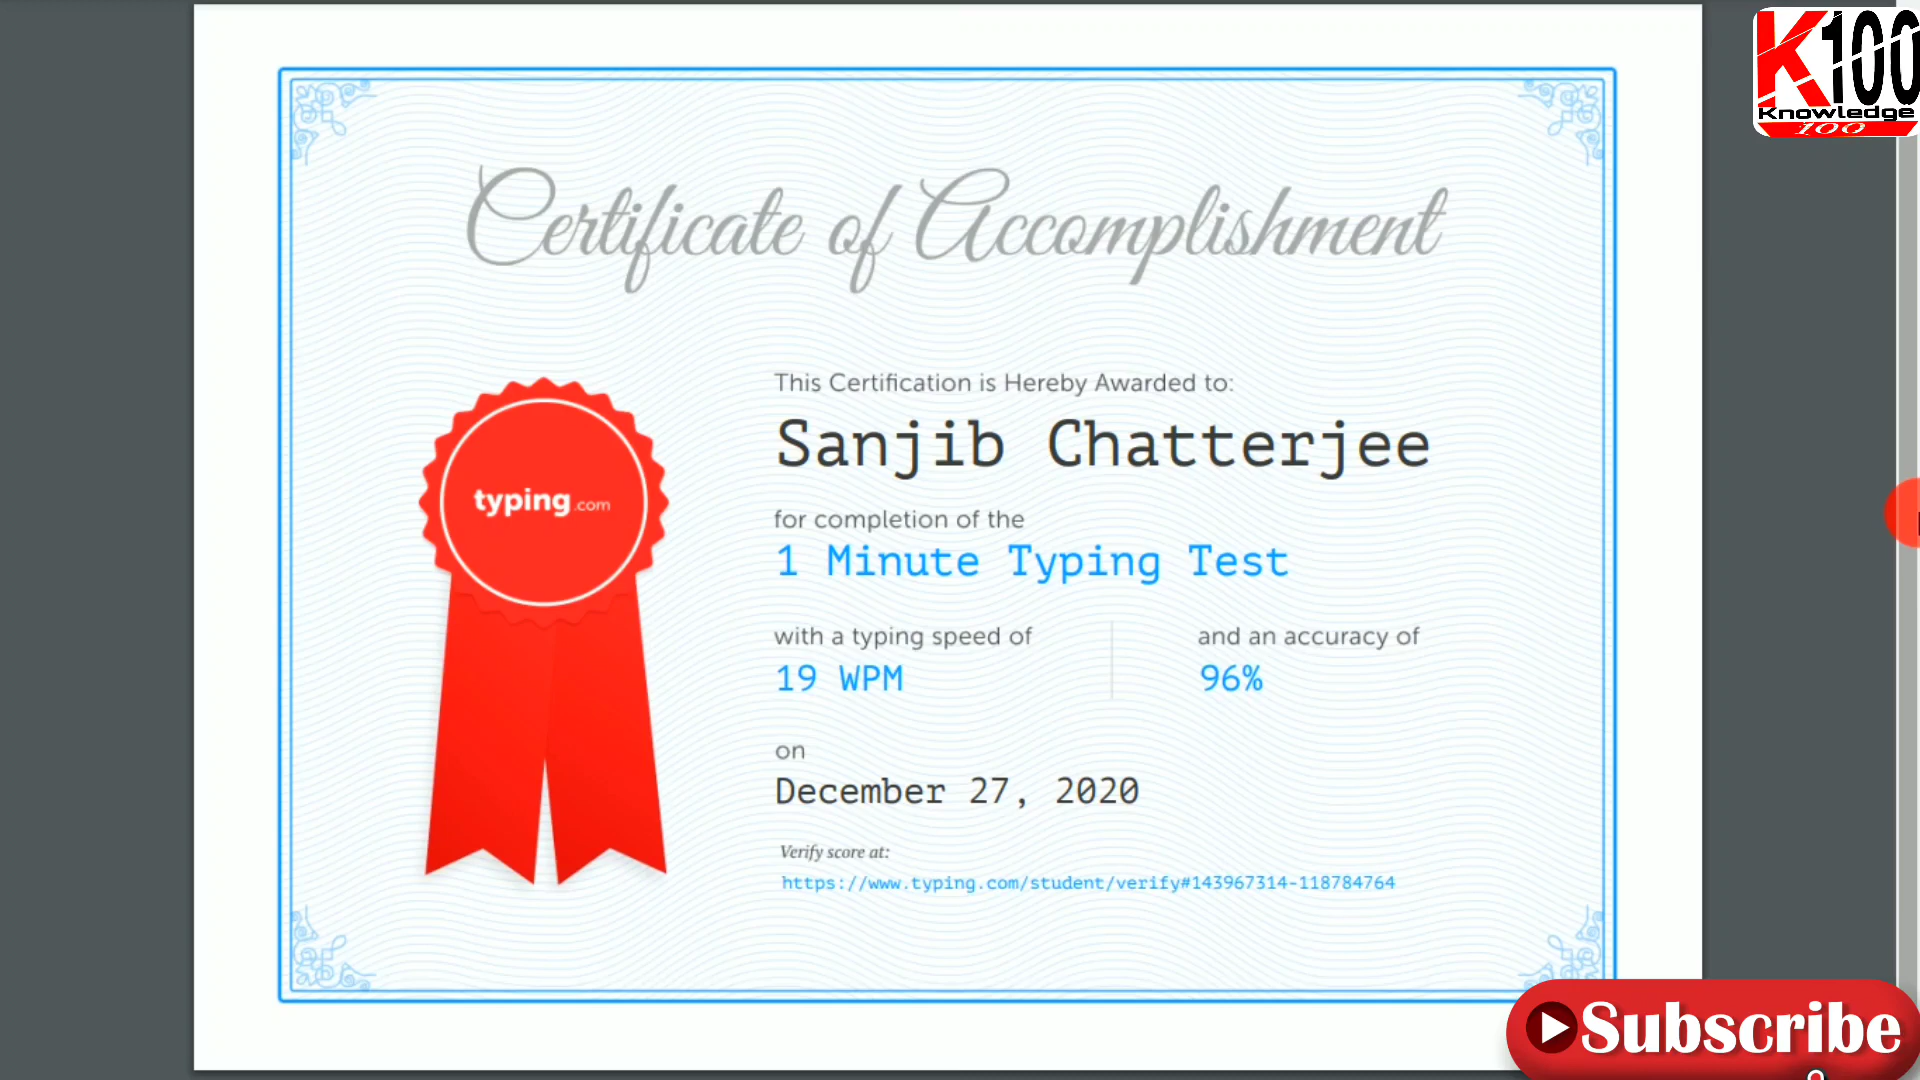 K100
Knowledge
100
Certificate of Accomplishment
This Certification is Hereby Awarded to:
Sanjib Chatterjee
typing.com
for completion of the
1 Minute Typing Test
with a typing speed of
19 WPM
and an accuracy of
96%
on
December 27, 2020
Verify score at:
https://www.typing.com/student/verify#143967314-118784764
Subscribe